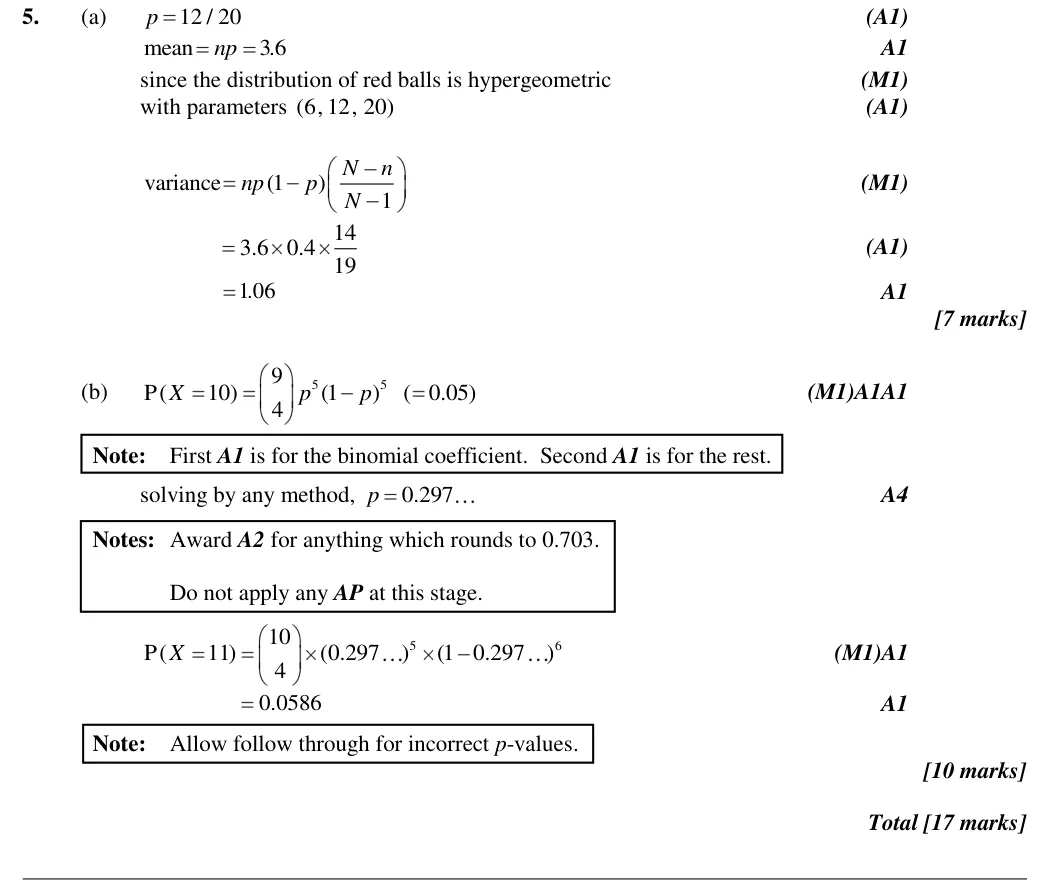 5. (a) p = 12 / 20 (A1)
mean = np = 3.6 A1
since the distribution of red balls is hypergeometric (M1)
with parameters (6, 12, 20) (A1)
variance = np(1 − p)((N − n)/(N − 1)) (M1)
= 3.6 × 0.4 × 14/19 (A1)
= 1.06 A1
[7 marks]
(b) P(X = 10) = (9 4) p⁵(1 − p)⁵ (= 0.05) (M1)A1A1
Note: First A1 is for the binomial coefficient. Second A1 is for the rest.
solving by any method, p = 0.297… A4
Notes: Award A2 for anything which rounds to 0.703.
Do not apply any AP at this stage.
P(X = 11) = (10 4) × (0.297…)⁵ × (1 − 0.297…)⁶ (M1)A1
= 0.0586 A1
Note: Allow follow through for incorrect p-values.
[10 marks]
Total [17 marks]